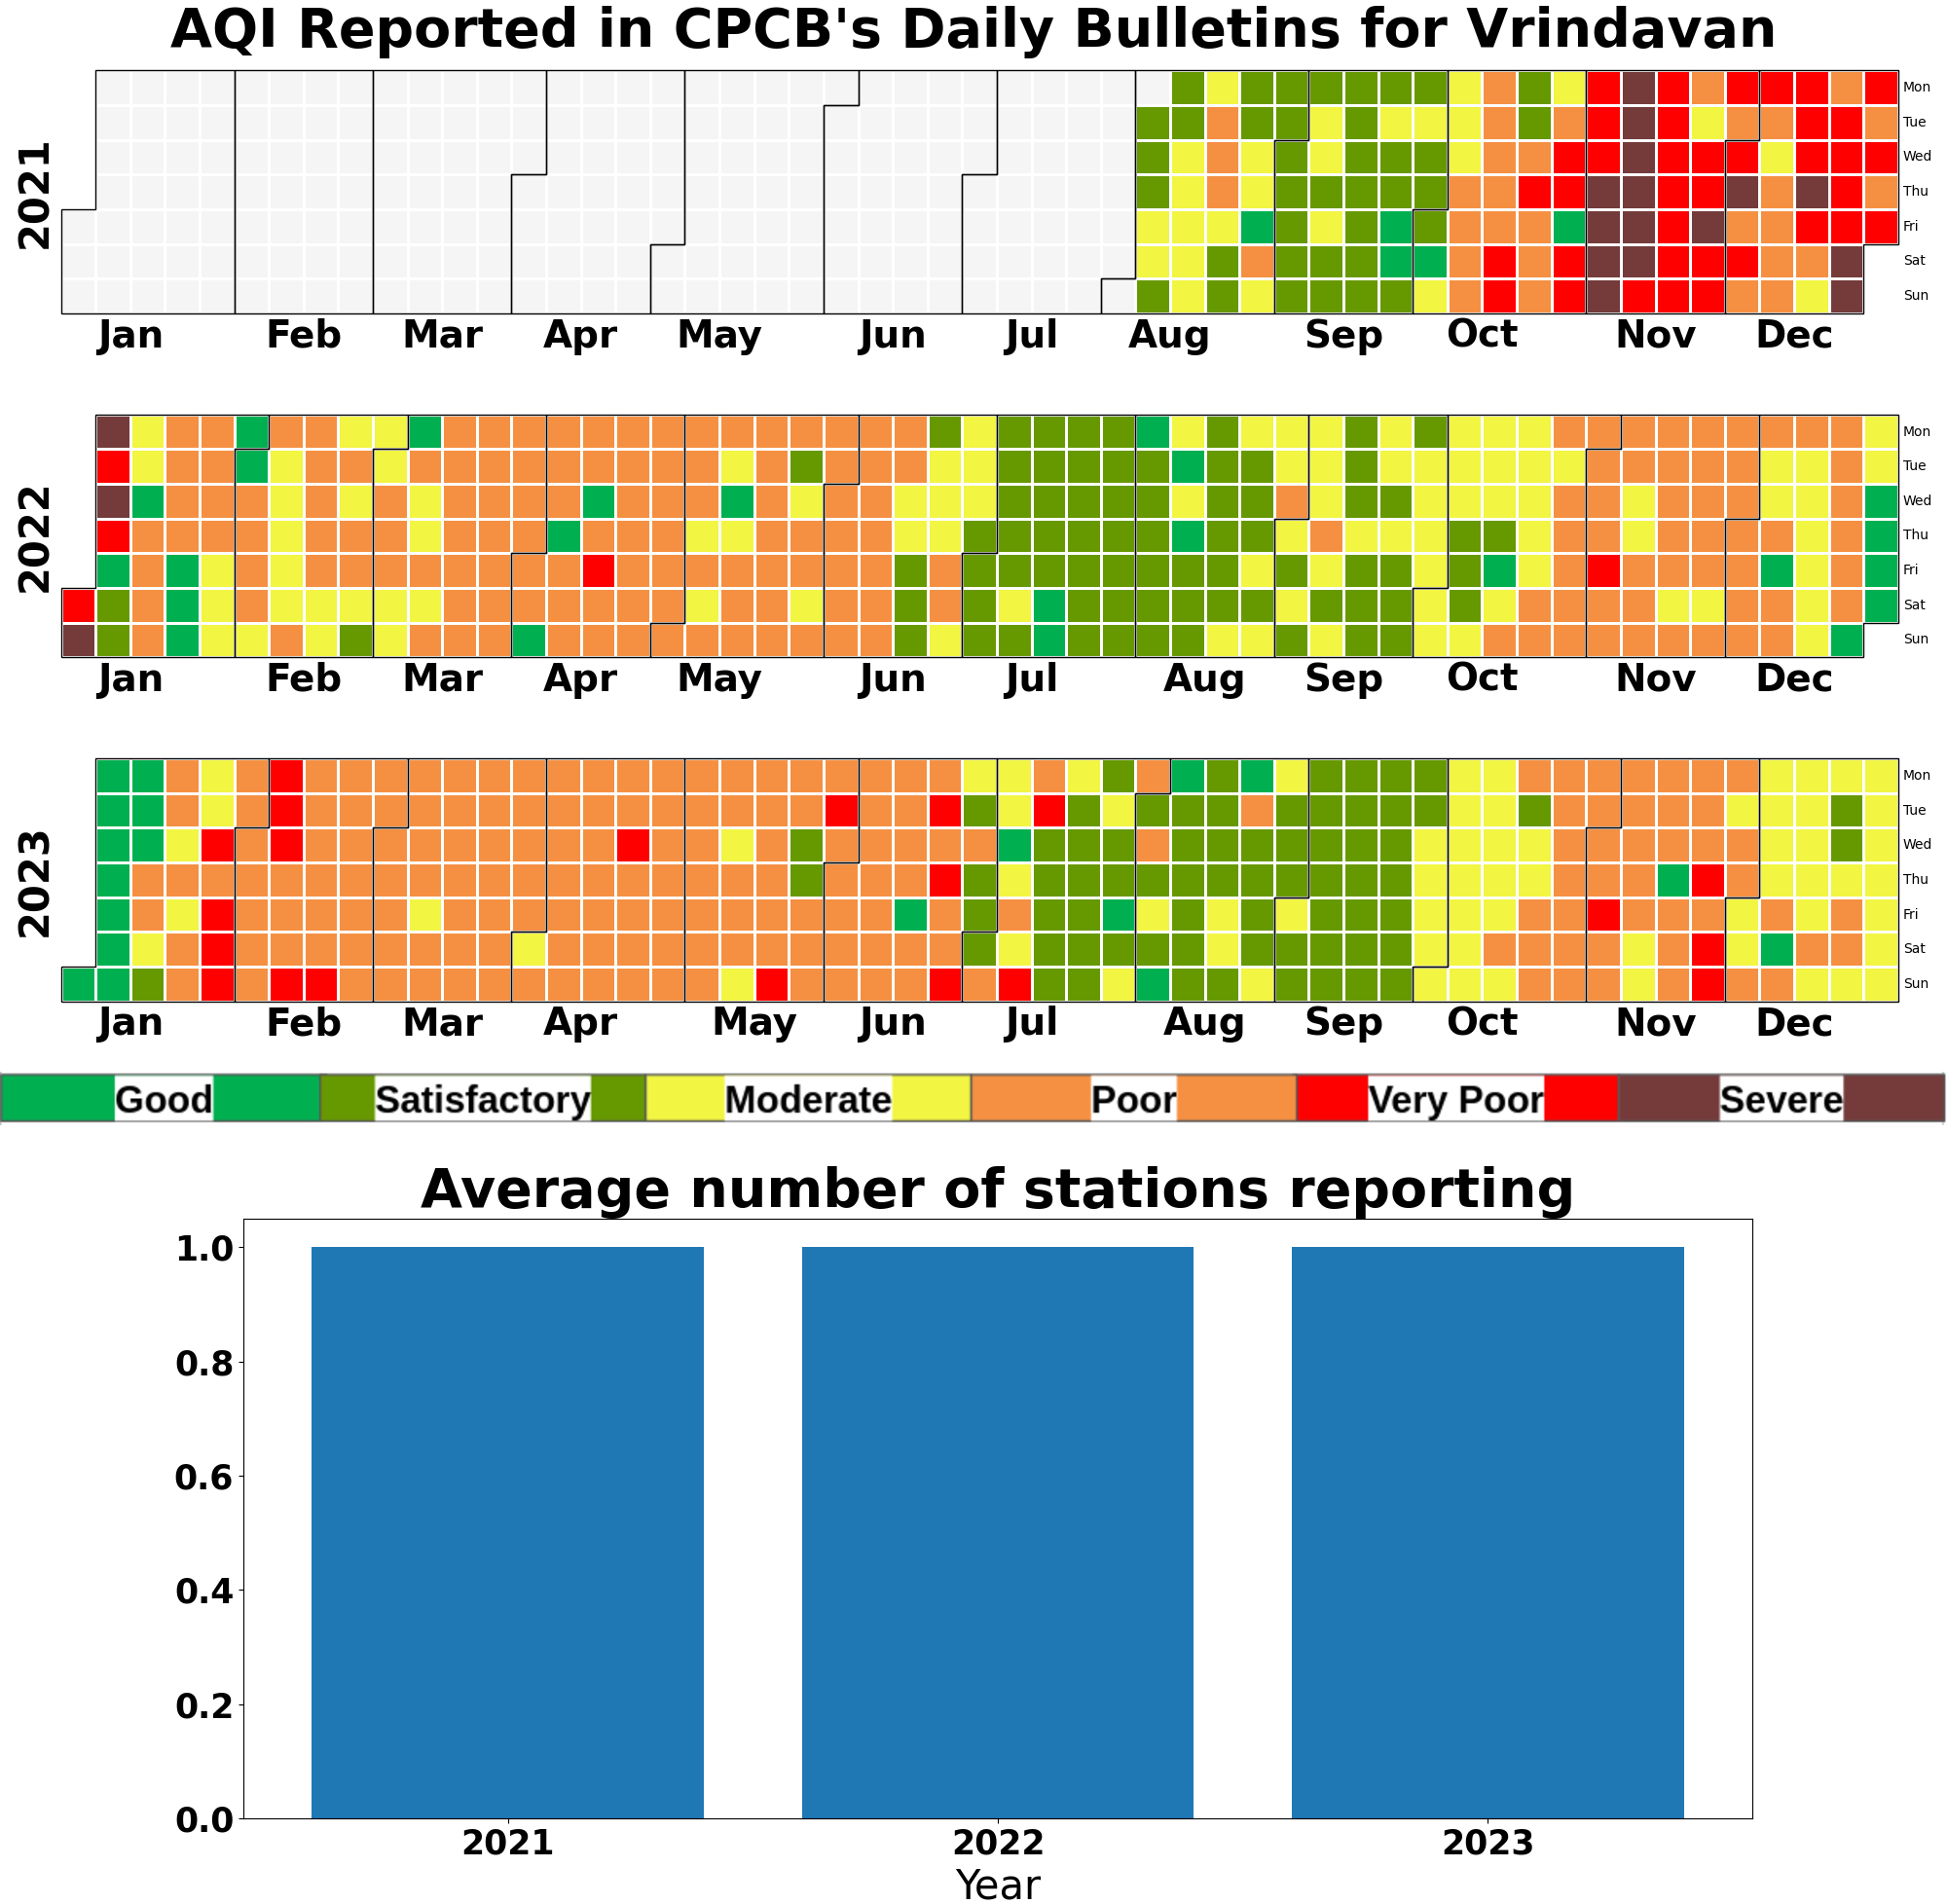 AQI Reported in CPCB's Daily Bulletins for Vrindavan
2021
Mon
Tue
Wed
Thu
Fri
Sat
Sun
Jan Feb Mar Apr May Jun Jul Aug Sep Oct Nov Dec
2022
Mon
Tue
Wed
Thu
Fri
Sat
Sun
Jan Feb Mar Apr May Jun Jul Aug Sep Oct Nov Dec
2023
Mon
Tue
Wed
Thu
Fri
Sat
Sun
Jan Feb Mar Apr May Jun Jul Aug Sep Oct Nov Dec
Good Satisfactory Moderate Poor Very Poor Severe
Average number of stations reporting
1.0
0.8
0.6
0.4
0.2
0.0
2021 2022 2023
Year